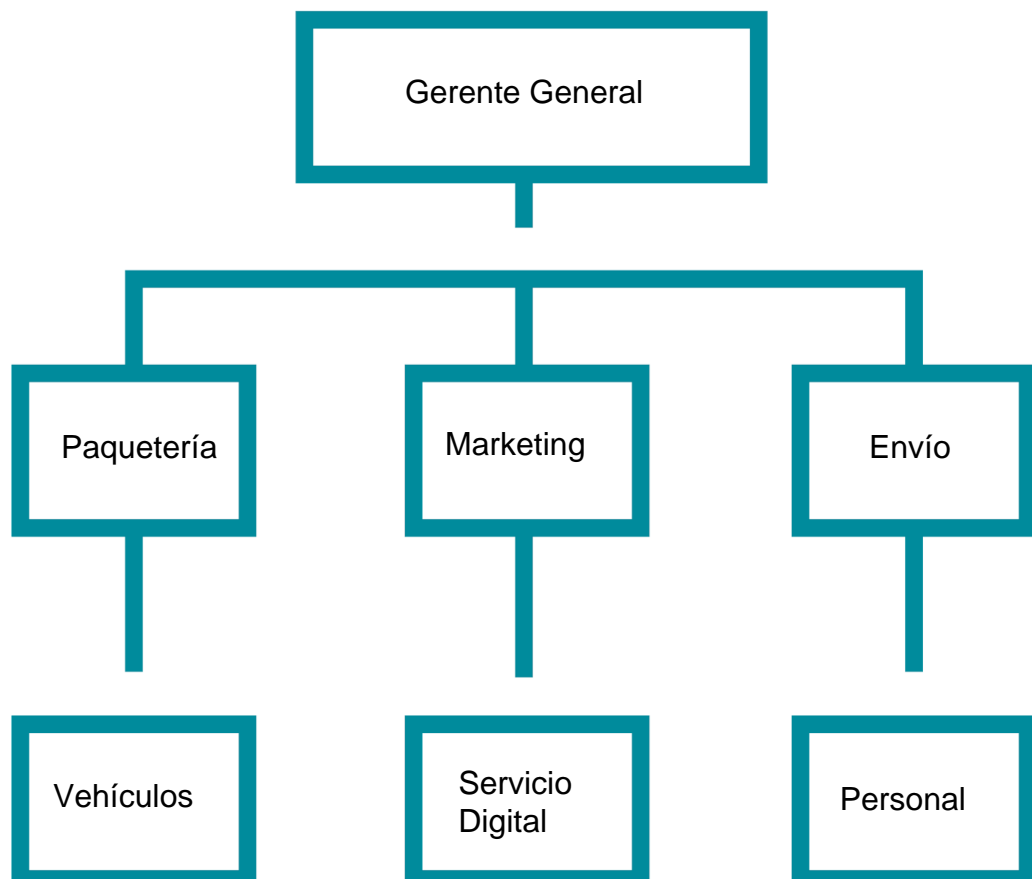 Gerente General
Paquetería
Marketing
Envío
Vehículos
Servicio
Digital
Personal